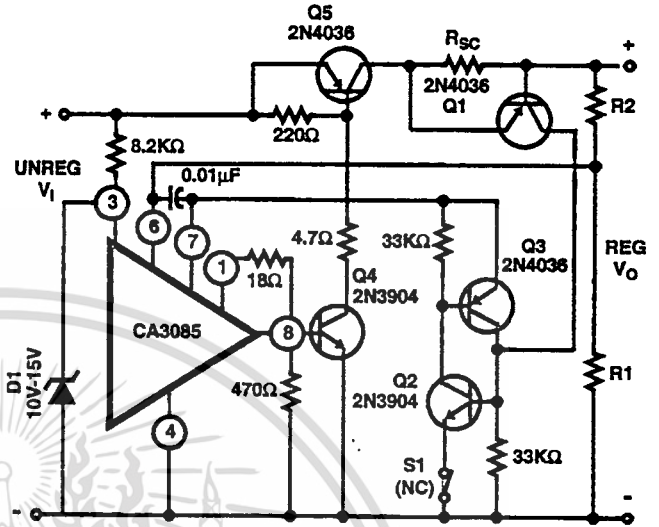 Q5
2N4036
RSC
2N4036
Q1
R2
+
+
220Ω
8.2KΩ
UNREG
VI
0.01μF
3
6
7
1
18Ω
4.7Ω
33KΩ
Q3
2N4036
REG
VO
Q4
2N3904
CA3085
8
D1
10V-15V
470Ω
Q2
2N3904
R1
4
S1
(NC)
33KΩ
-
-